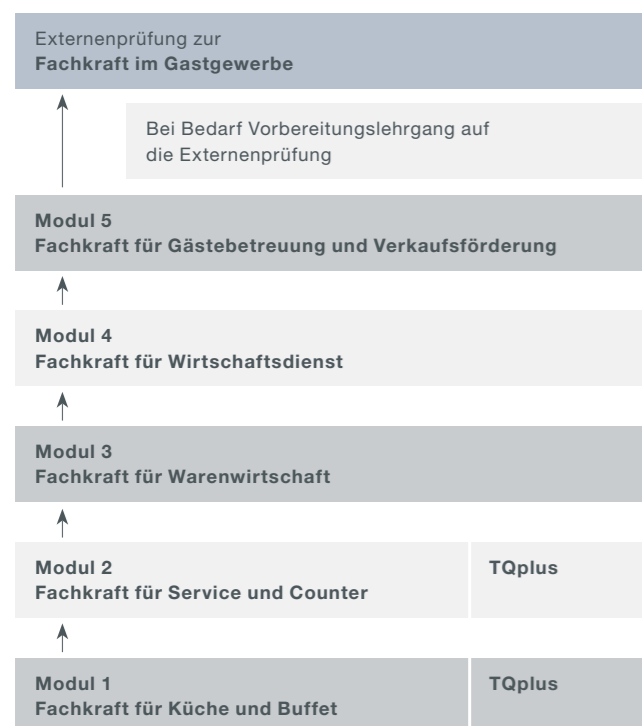 Externenprüfung zur
Fachkraft im Gastgewerbe
Bei Bedarf Vorbereitungslehrgang auf
die Externenprüfung
Modul 5
Fachkraft für Gästebetreuung und Verkaufsförderung
Modul 4
Fachkraft für Wirtschaftsdienst
Modul 3
Fachkraft für Warenwirtschaft
Modul 2
Fachkraft für Service und Counter
TQplus
Modul 1
Fachkraft für Küche und Buffet
TQplus